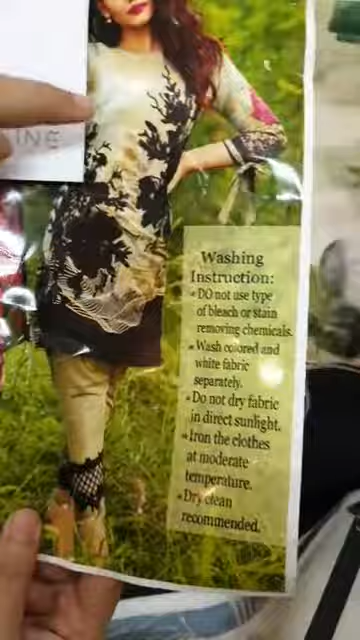 INE
Washing
Instruction:
• DO not use type
of bleach or stain
removing chemicals.
• Wash colored and
white fabric
separately.
• Do not dry fabric
in direct sunlight.
• Iron the clothes
at moderate
temperature.
• Dry clean
recommended.